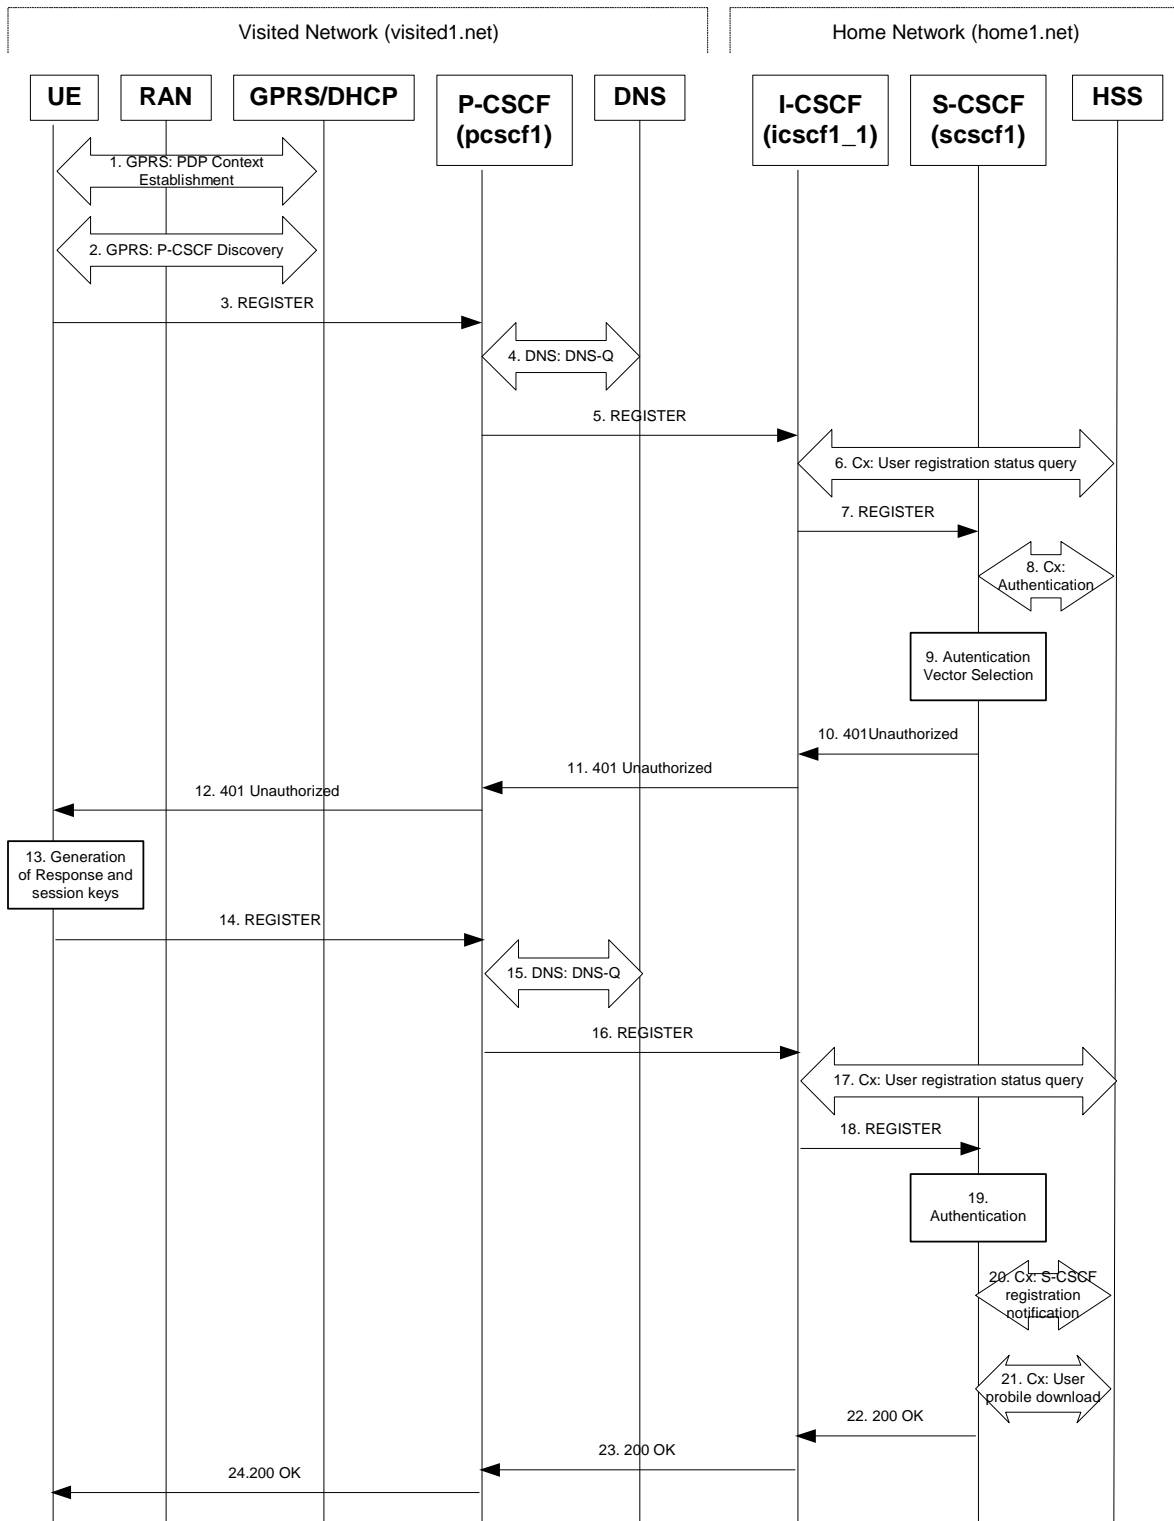 Visited Network (visited1.net)
Home Network (home1.net)
UE
RAN
GPRS/DHCP
P-CSCF
(pcscf1)
DNS
I-CSCF
(icscf1_1)
S-CSCF
(scscf1)
HSS
1. GPRS: PDP Context
Establishment
2. GPRS: P-CSCF Discovery
3. REGISTER
4. DNS: DNS-Q
5. REGISTER
6. Cx: User registration status query
7. REGISTER
8. Cx:
Authentication
9. Autentication
Vector Selection
10. 401Unauthorized
11. 401 Unauthorized
12. 401 Unauthorized
13. Generation
of Response and
session keys
14. REGISTER
15. DNS: DNS-Q
16. REGISTER
17. Cx: User registration status query
18. REGISTER
19.
Authentication
20. Cx: S-CSCF
registration
notification
21. Cx: User
probile download
22. 200 OK
23. 200 OK
24.200 OK